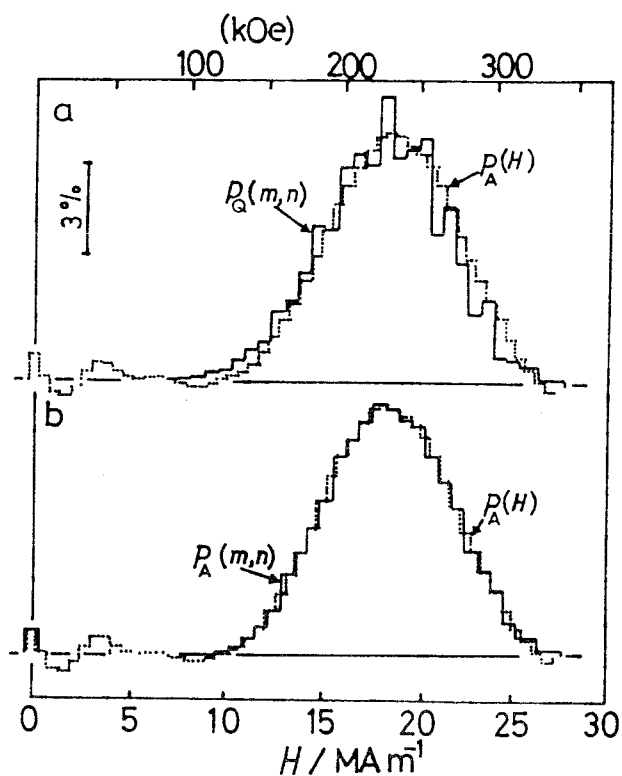 (kOe)
100 200 300
a
3%
P_Q(m,n)
P_A(H)
b
P_A(m,n)
P_A(H)
0 5 10 15 20 25 30
H / MA m⁻¹